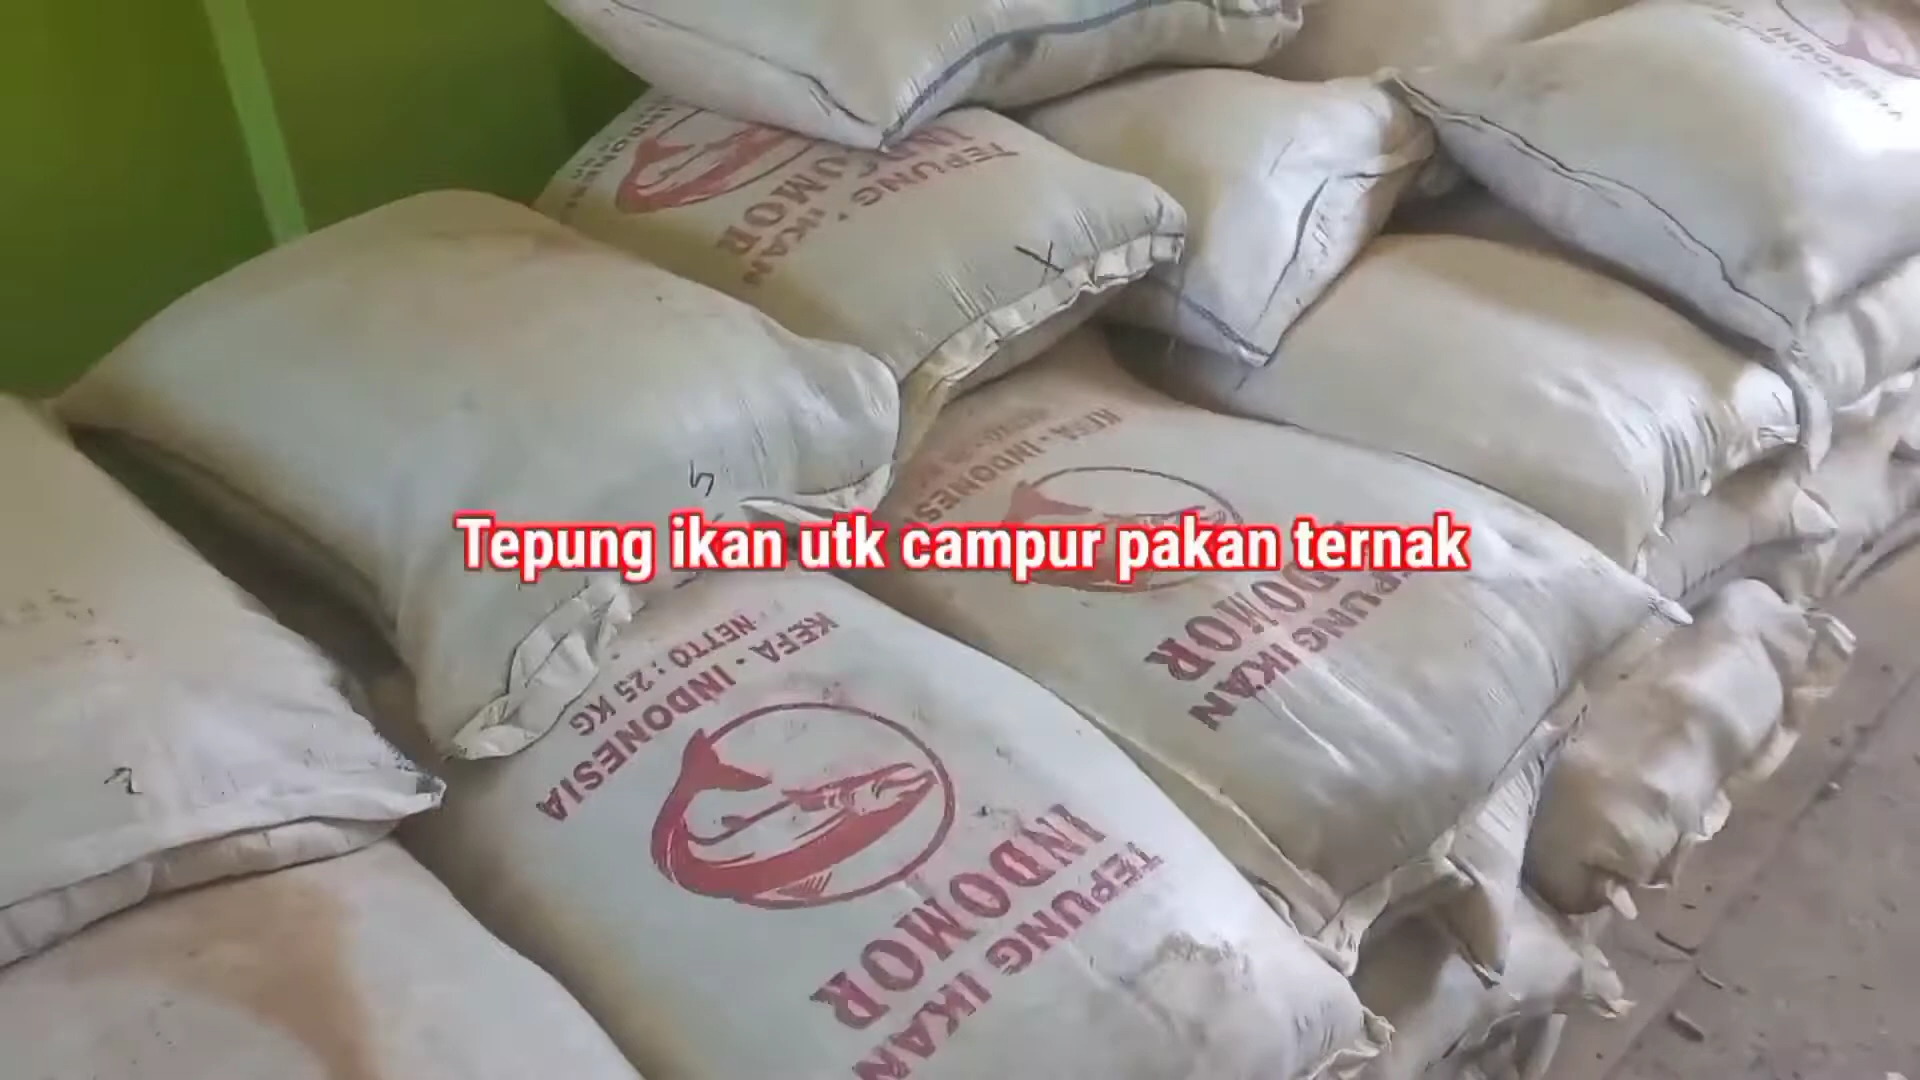 Tepung ikan utk campur pakan ternak
TEPUNG IKAN
INDOMOR
TEPUNG IKAN
INDOMOR
KEFA - INDONESIA
TEPUNG IKAN
INDOMOR
KEFA - INDONESIA
NETTO : 25 KG